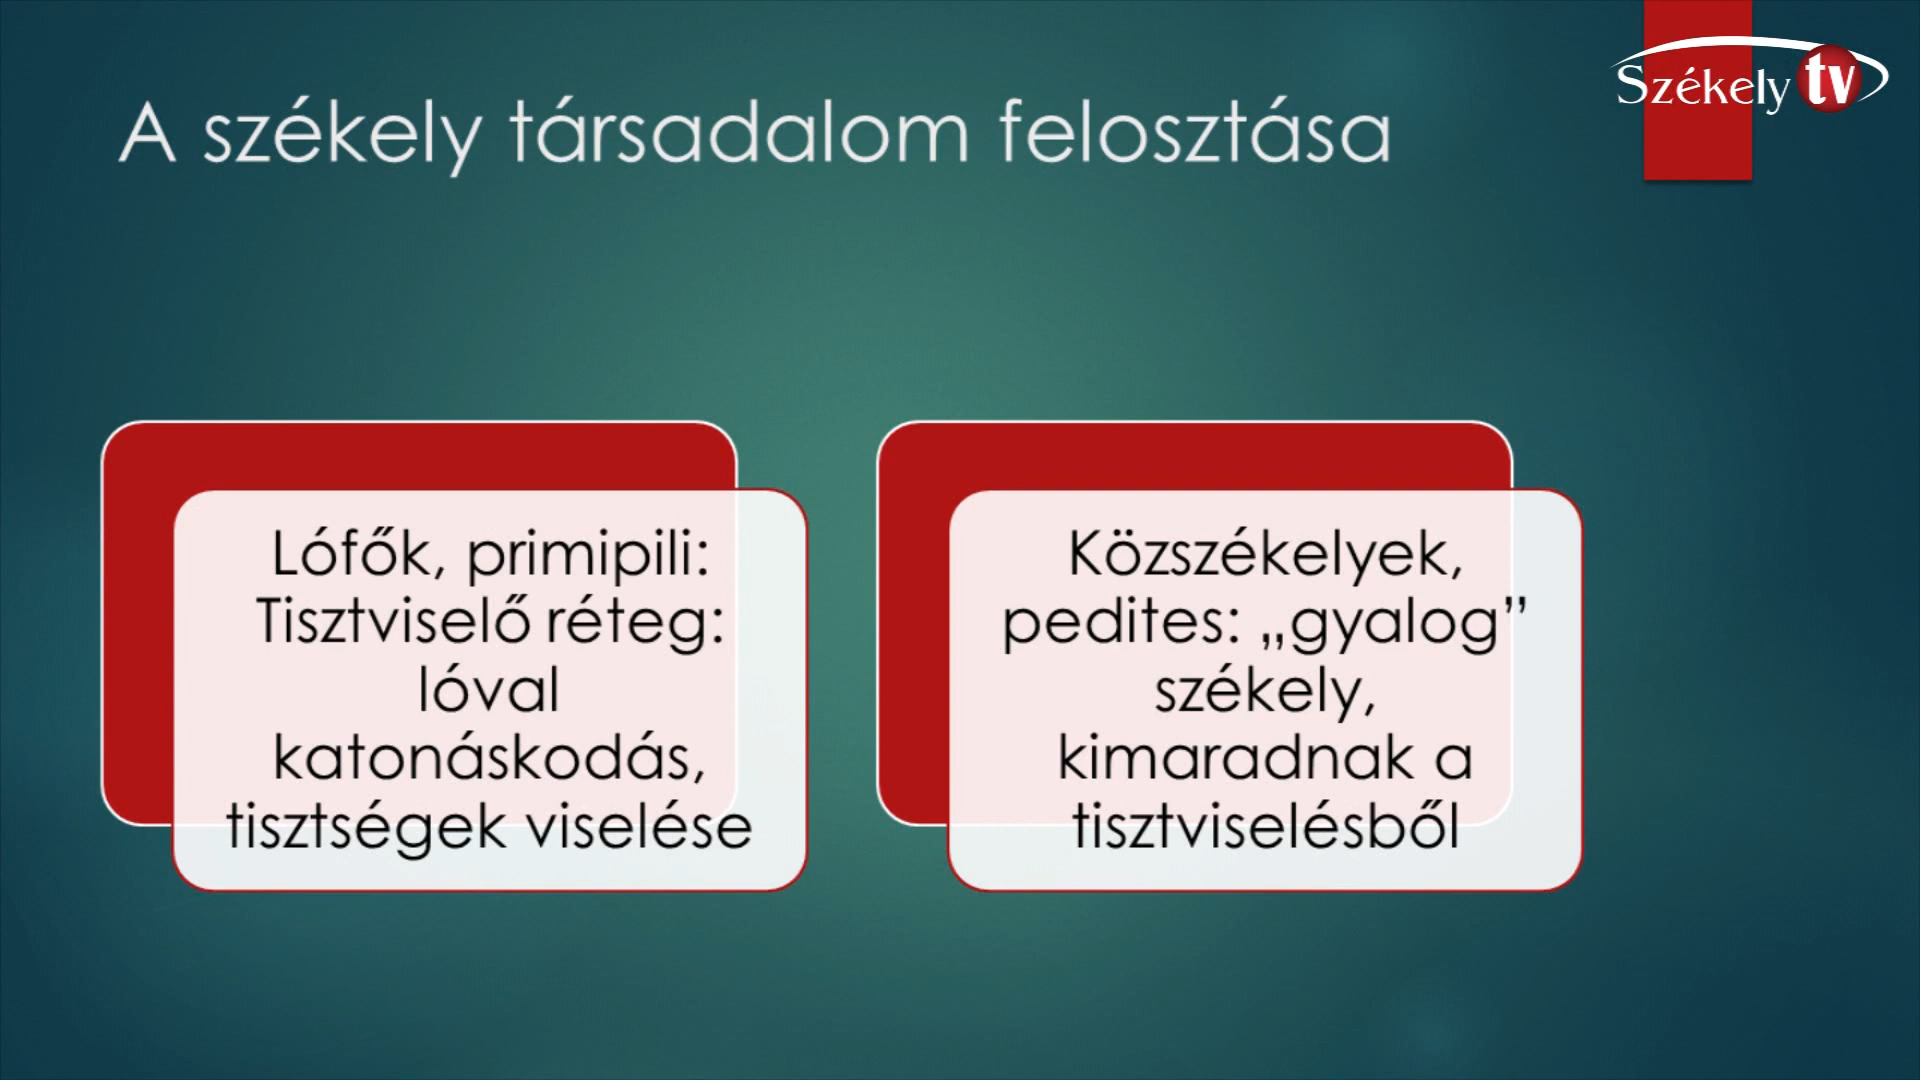 Székely tv
A székely társadalom felosztása
Lófők, primipili:
Tisztviselő réteg:
lóval
katonáskodás,
tisztségek viselése
Közszékelyek,
pedites: „gyalog”
székely,
kimaradnak a
tisztviselésből